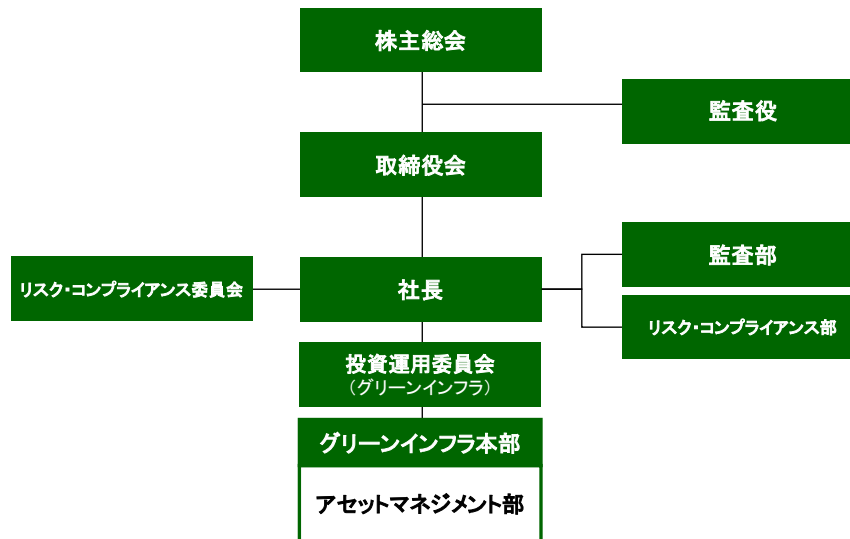 株主総会
監査役
取締役会
監査部
リスク・コンプライアンス委員会
社長
リスク・コンプライアンス部
投資運用委員会
（グリーンインフラ）
グリーンインフラ本部
アセットマネジメント部